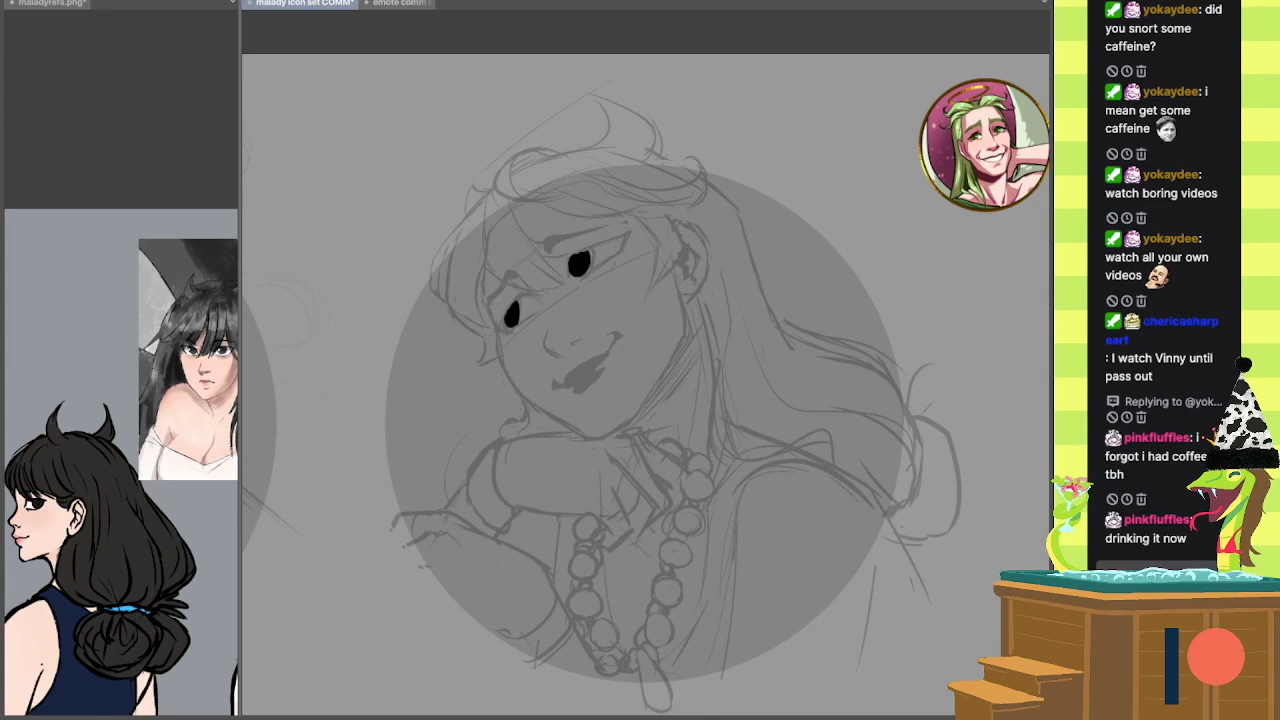 maladyrefs.png*
malady icon set COMM*
emote comm
yokaydee: did
you snort some
caffeine?
yokaydee: i
mean get some
caffeine
yokaydee:
watch boring videos
yokaydee:
watch all your own
videos
chericasharp
eart
: I watch Vinny until
pass out
Replying to @yok...
pinkfluffles: i
forgot i had coffee
tbh
pinkfluffles:
drinking it now